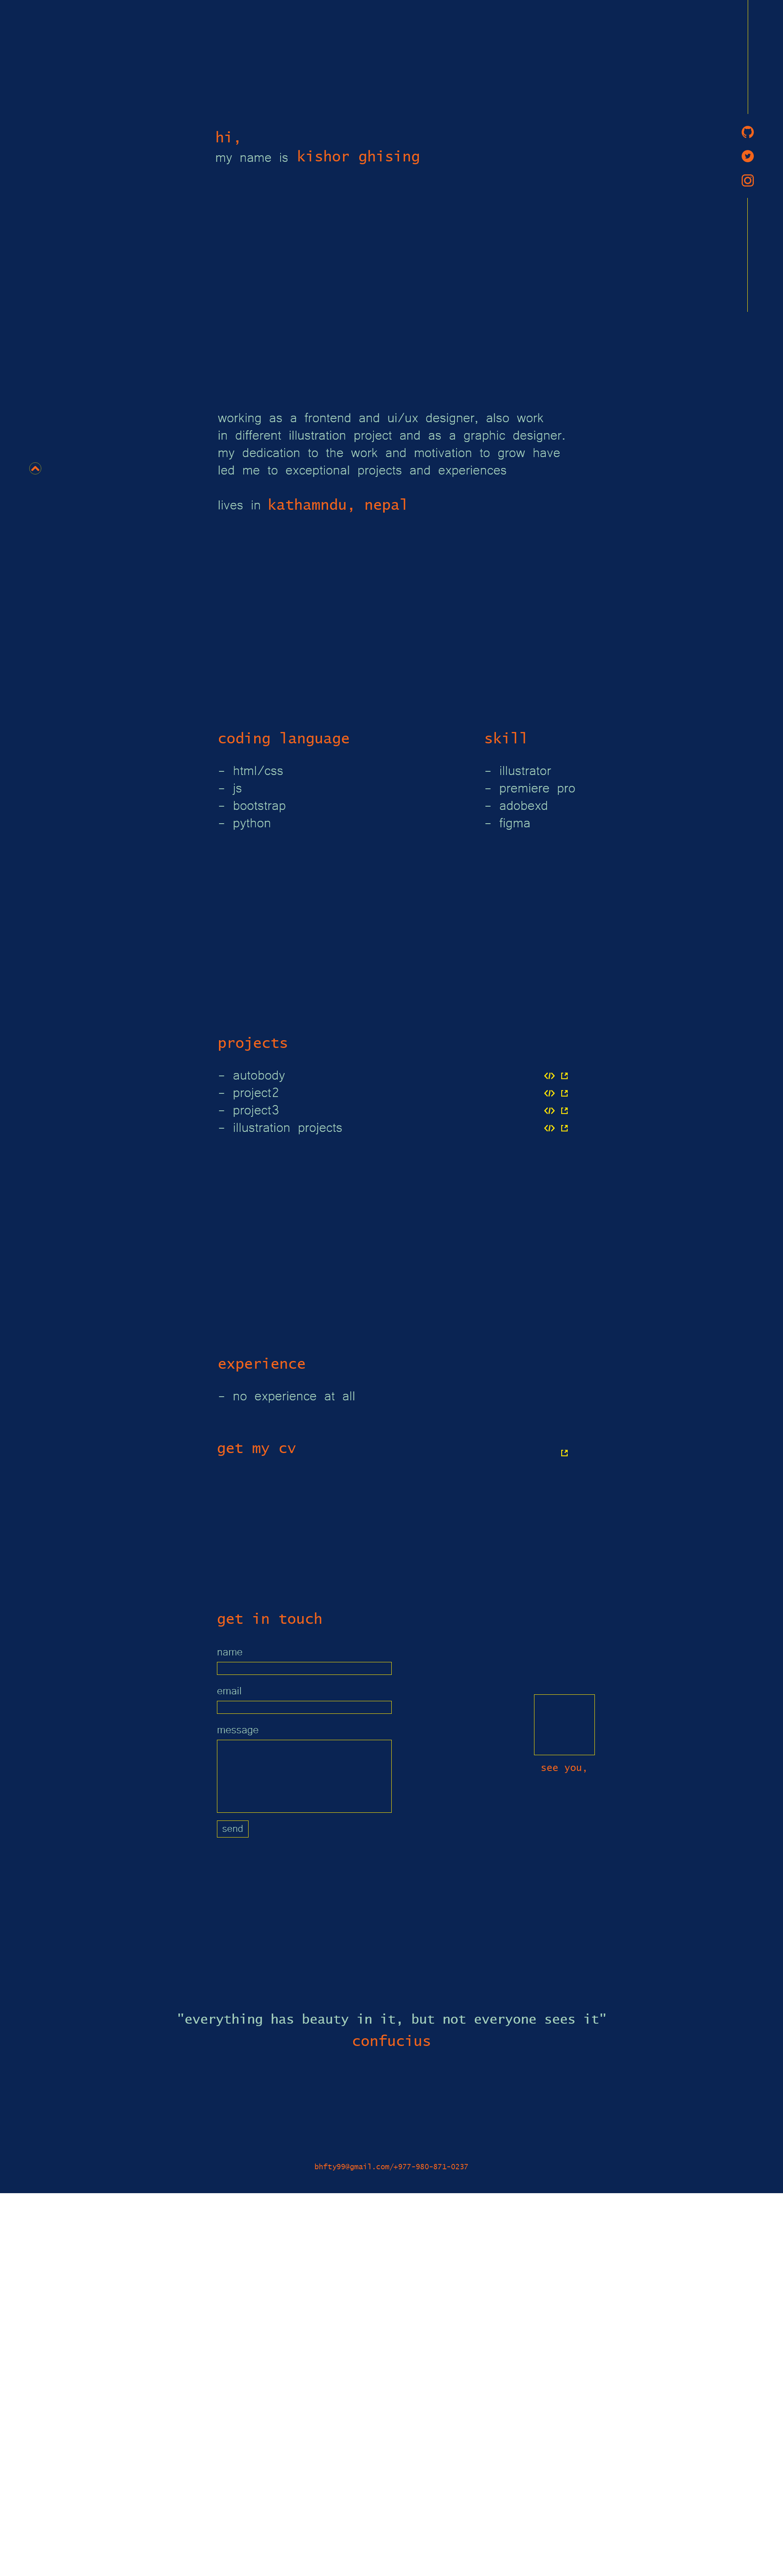 hi,
my name is kishor ghising
working as a frontend and ui/ux designer, also work
in different illustration project and as a graphic designer.
my dedication to the work and motivation to grow have
led me to exceptional projects and experiences
lives in kathamndu, nepal
coding language
- html/css
- js
- bootstrap
- python
skill
- illustrator
- premiere pro
- adobexd
- figma
projects
- autobody
- project2
- project3
- illustration projects
experience
- no experience at all
get my cv
get in touch
name
email
message
send
see you,
"everything has beauty in it, but not everyone sees it"
confucius
bhfty99@gmail.com/+977-980-871-0237